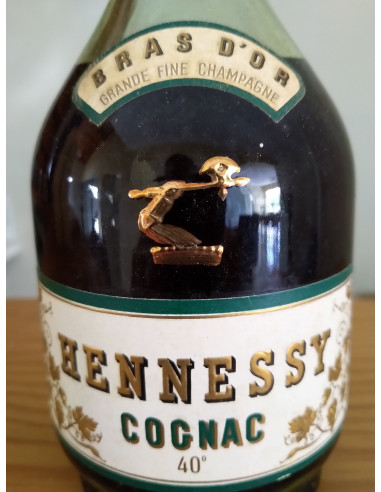 BRAS D'OR
GRANDE FINE CHAMPAGNE
HENNESSY
COGNAC
40°